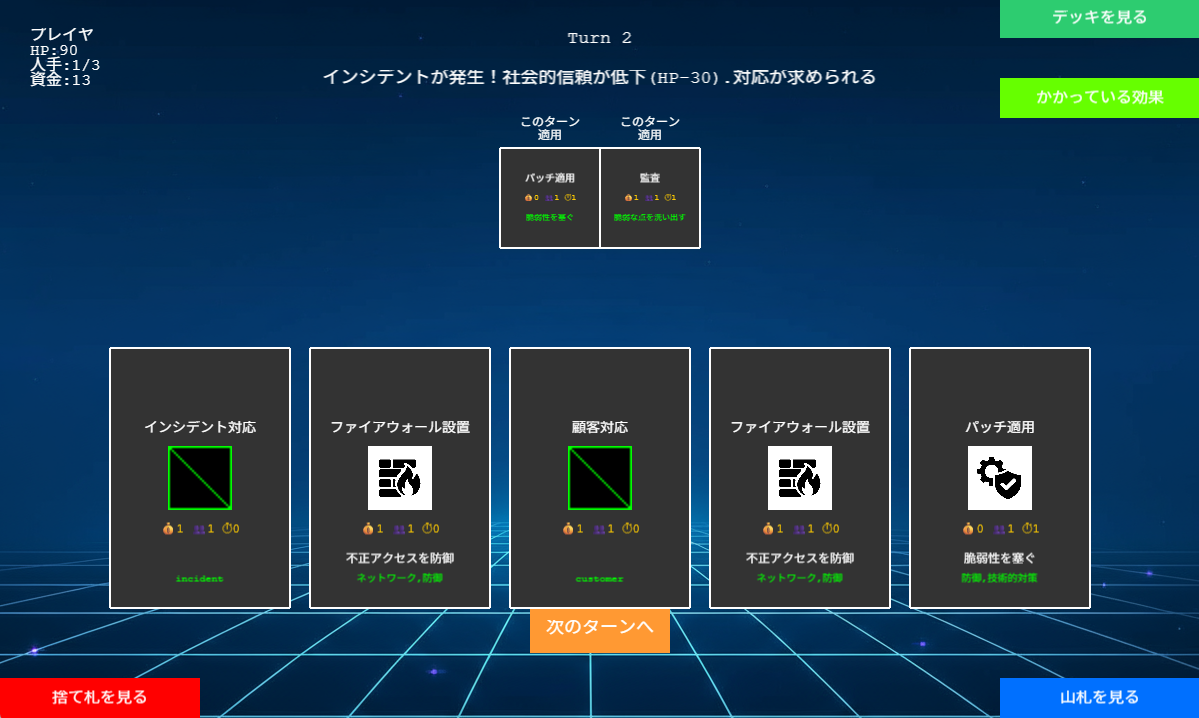 プレイヤ
HP:90
人手:1/3
資金:13
Turn 2
インシデントが発生！社会的信頼が低下(HP-30).対応が求められる
デッキを見る
かかっている効果
このターン
適用
このターン
適用
パッチ適用
0 1 1
脆弱性を塞ぐ
監査
1 1 1
脆弱な点を洗い出す
インシデント対応
1 1 0
incident
ファイアウォール設置
1 1 0
不正アクセスを防御
ネットワーク,防御
顧客対応
1 1 0
customer
ファイアウォール設置
1 1 0
不正アクセスを防御
ネットワーク,防御
パッチ適用
0 1 1
脆弱性を塞ぐ
防御,技術的対策
次のターンへ
捨て札を見る
山札を見る